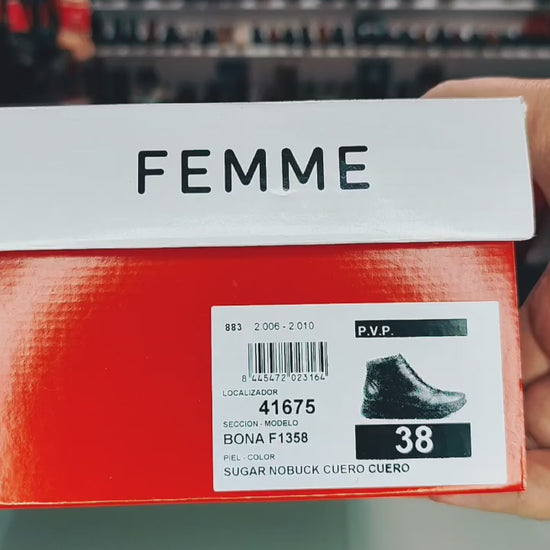 FEMME
883 2.006 - 2.010
P.V.P.
8 445472 023164
LOCALIZADOR
41675
SECCION - MODELO
BONA F1358
38
PIEL - COLOR
SUGAR NOBUCK CUERO CUERO